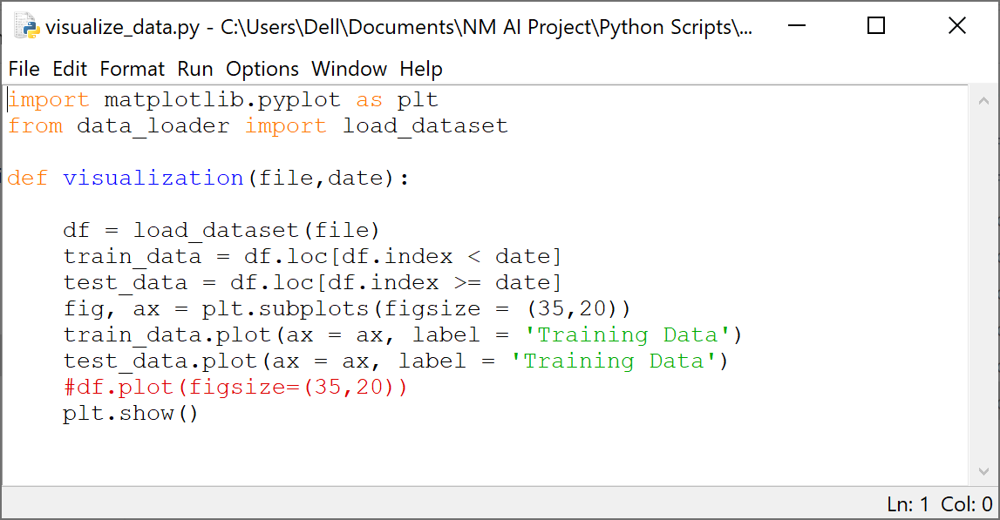 visualize_data.py - C:\Users\Dell\Documents\NM AI Project\Python Scripts\...
File Edit Format Run Options Window Help
import matplotlib.pyplot as plt
from data_loader import load_dataset
def visualization(file,date):
    df = load_dataset(file)
    train_data = df.loc[df.index < date]
    test_data = df.loc[df.index >= date]
    fig, ax = plt.subplots(figsize = (35,20))
    train_data.plot(ax = ax, label = 'Training Data')
    test_data.plot(ax = ax, label = 'Training Data')
    #df.plot(figsize=(35,20))
    plt.show()
Ln: 1 Col: 0